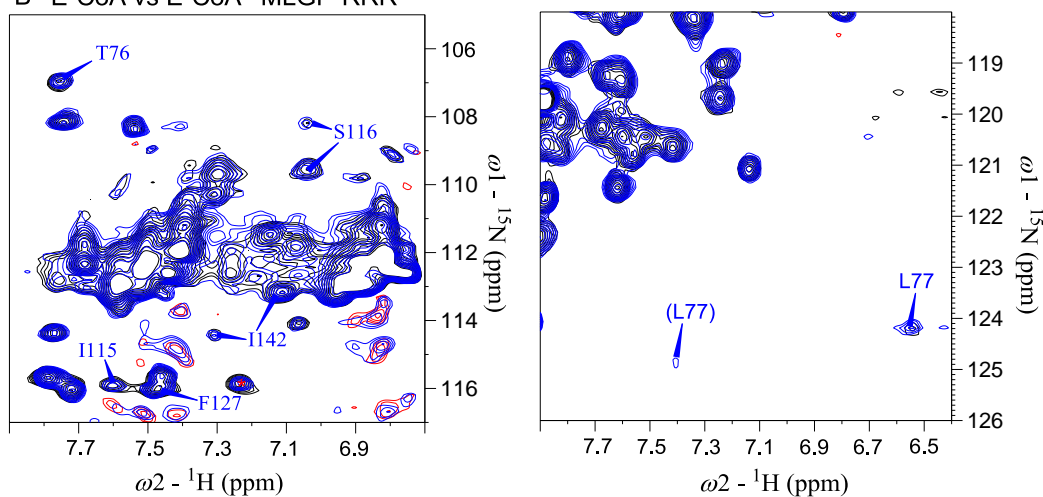 106
T76
108
S116
110
112
ω1 - ¹⁵N (ppm)
114
I142
I115
116
F127
7.7 7.5 7.3 7.1 6.9
ω2 - ¹H (ppm)
119
120
121
122
ω1 - ¹⁵N (ppm)
123
L77
(L77)
124
125
126
7.7 7.5 7.3 7.1 6.9 6.7 6.5
ω2 - ¹H (ppm)